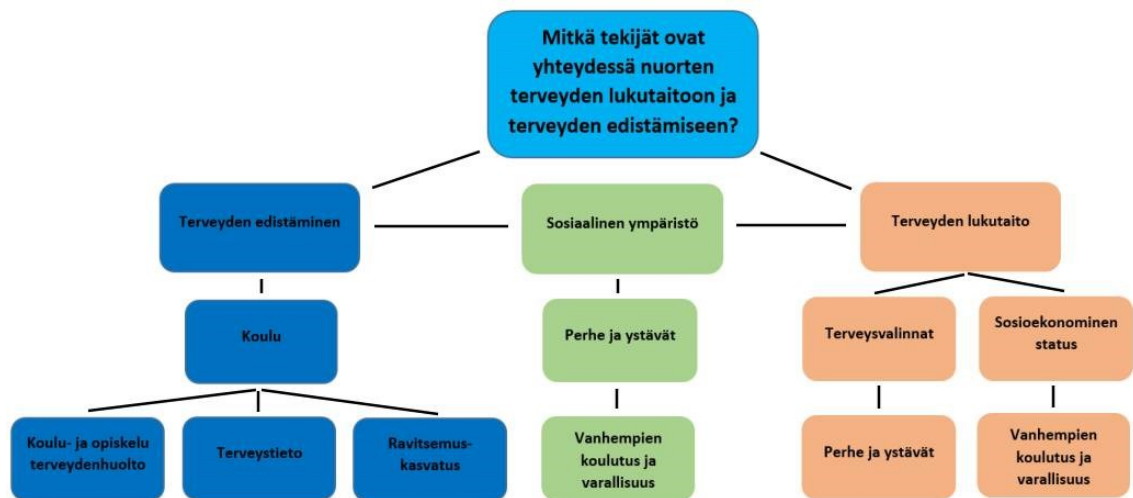 Mitkä tekijät ovat
yhteydessä nuorten
terveyden lukutaitoon ja
terveyden edistämiseen?
Terveyden edistäminen
Sosiaalinen ympäristö
Terveyden lukutaito
Koulu
Perhe ja ystävät
Terveysvalinnat
Sosioekonominen
status
Koulu- ja opiskelu
terveydenhuolto
Terveystieto
Ravitsemus-
kasvatus
Vanhempien
koulutus ja
varallisuus
Perhe ja ystävät
Vanhempien
koulutus ja
varallisuus